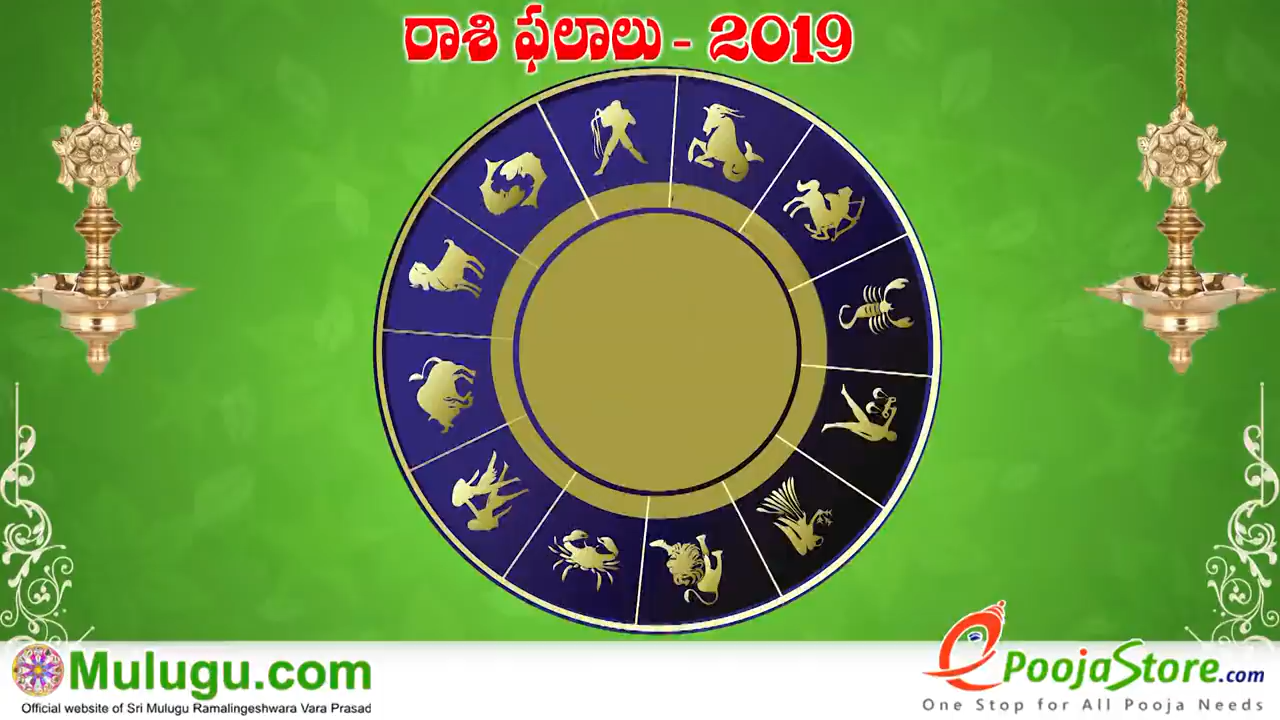 రాశి ఫలాలు - 2019
Mulugu.com
Official website of Sri Mulugu Ramalingeshwara Vara Prasad
ePoojaStore.com
One Stop for All Pooja Needs